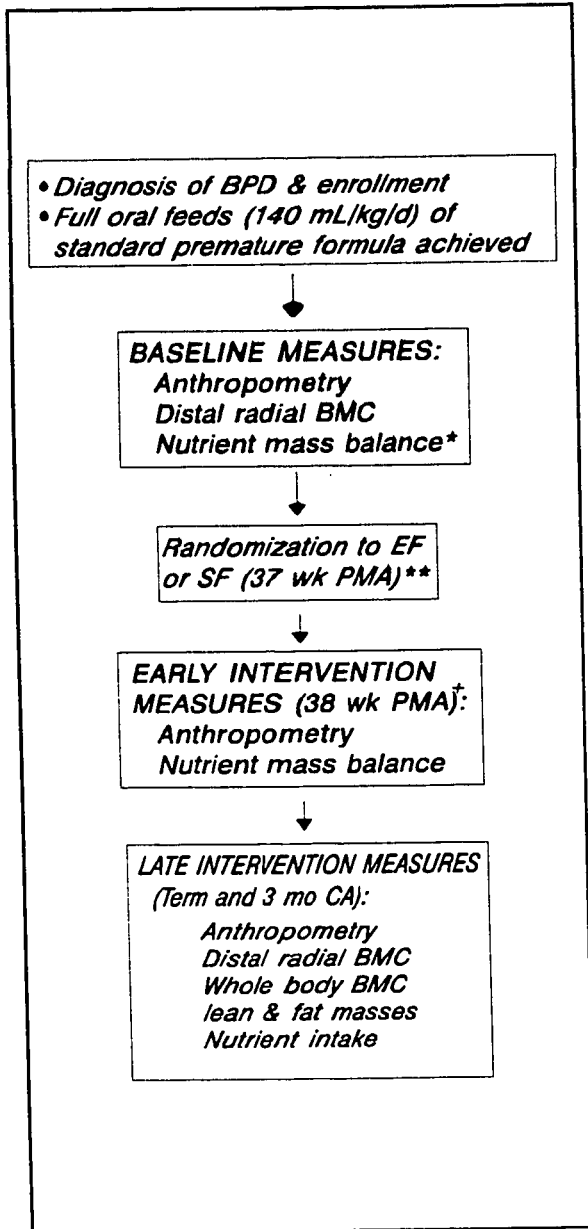 • Diagnosis of BPD & enrollment
• Full oral feeds (140 mL/kg/d) of
standard premature formula achieved
BASELINE MEASURES:
Anthropometry
Distal radial BMC
Nutrient mass balance*
Randomization to EF
or SF (37 wk PMA)**
EARLY INTERVENTION
MEASURES (38 wk PMA)+:
Anthropometry
Nutrient mass balance
LATE INTERVENTION MEASURES
(Term and 3 mo CA):
Anthropometry
Distal radial BMC
Whole body BMC
lean & fat masses
Nutrient intake